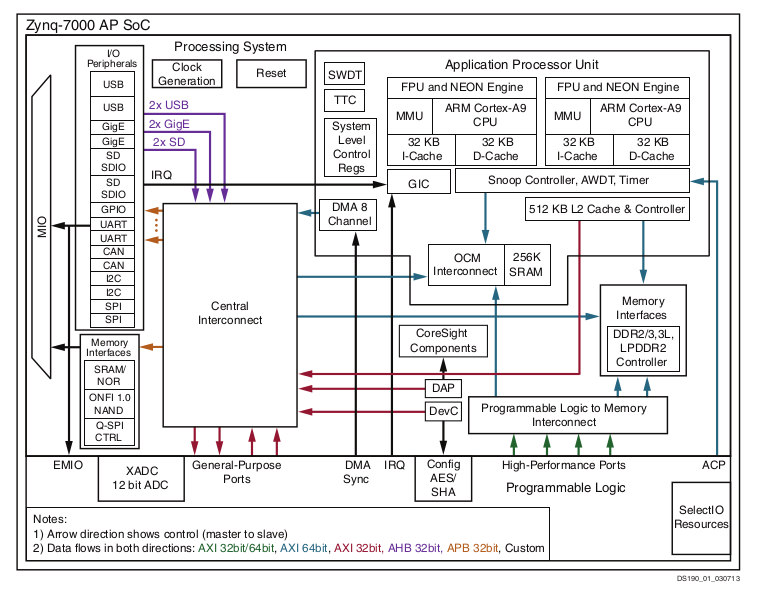 Zynq-7000 AP SoC
Processing System
I/O
Peripherals
USB
USB
GigE
GigE
SD
SDIO
SD
SDIO
GPIO
UART
UART
CAN
CAN
I2C
I2C
SPI
SPI
MIO
Clock
Generation
Reset
2x USB
2x GigE
2x SD
IRQ
Application Processor Unit
SWDT
TTC
System
Level
Control
Regs
FPU and NEON Engine
MMU
ARM Cortex-A9
CPU
32 KB
I-Cache
32 KB
D-Cache
FPU and NEON Engine
MMU
ARM Cortex-A9
CPU
32 KB
I-Cache
32 KB
D-Cache
GIC
Snoop Controller, AWDT, Timer
DMA 8
Channel
512 KB L2 Cache & Controller
OCM
Interconnect
256K
SRAM
Central
Interconnect
Memory
Interfaces
DDR2/3,3L,
LPDDR2
Controller
CoreSight
Components
DAP
DevC
Memory
Interfaces
SRAM/
NOR
ONFI 1.0
NAND
Q-SPI
CTRL
Programmable Logic to Memory
Interconnect
EMIO
XADC
12 bit ADC
General-Purpose
Ports
DMA
Sync
IRQ
Config
AES/
SHA
High-Performance Ports
ACP
Programmable Logic
SelectIO
Resources
Notes:
1) Arrow direction shows control (master to slave)
2) Data flows in both directions: AXI 32bit/64bit, AXI 64bit, AXI 32bit, AHB 32bit, APB 32bit, Custom
DS190_01_030713